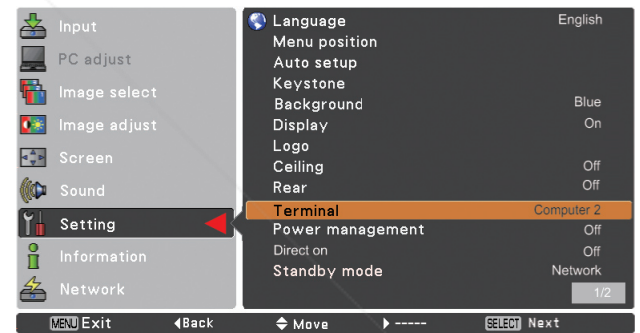 Input
PC adjust
Image select
Image adjust
Screen
Sound
Setting
Information
Network
Language English
Menu position
Auto setup
Keystone
Background Blue
Display On
Logo
Ceiling Off
Rear Off
Terminal Computer 2
Power management Off
Direct on Off
Standby mode Network
1/2
MENU Exit Back Move ----- SELECT Next